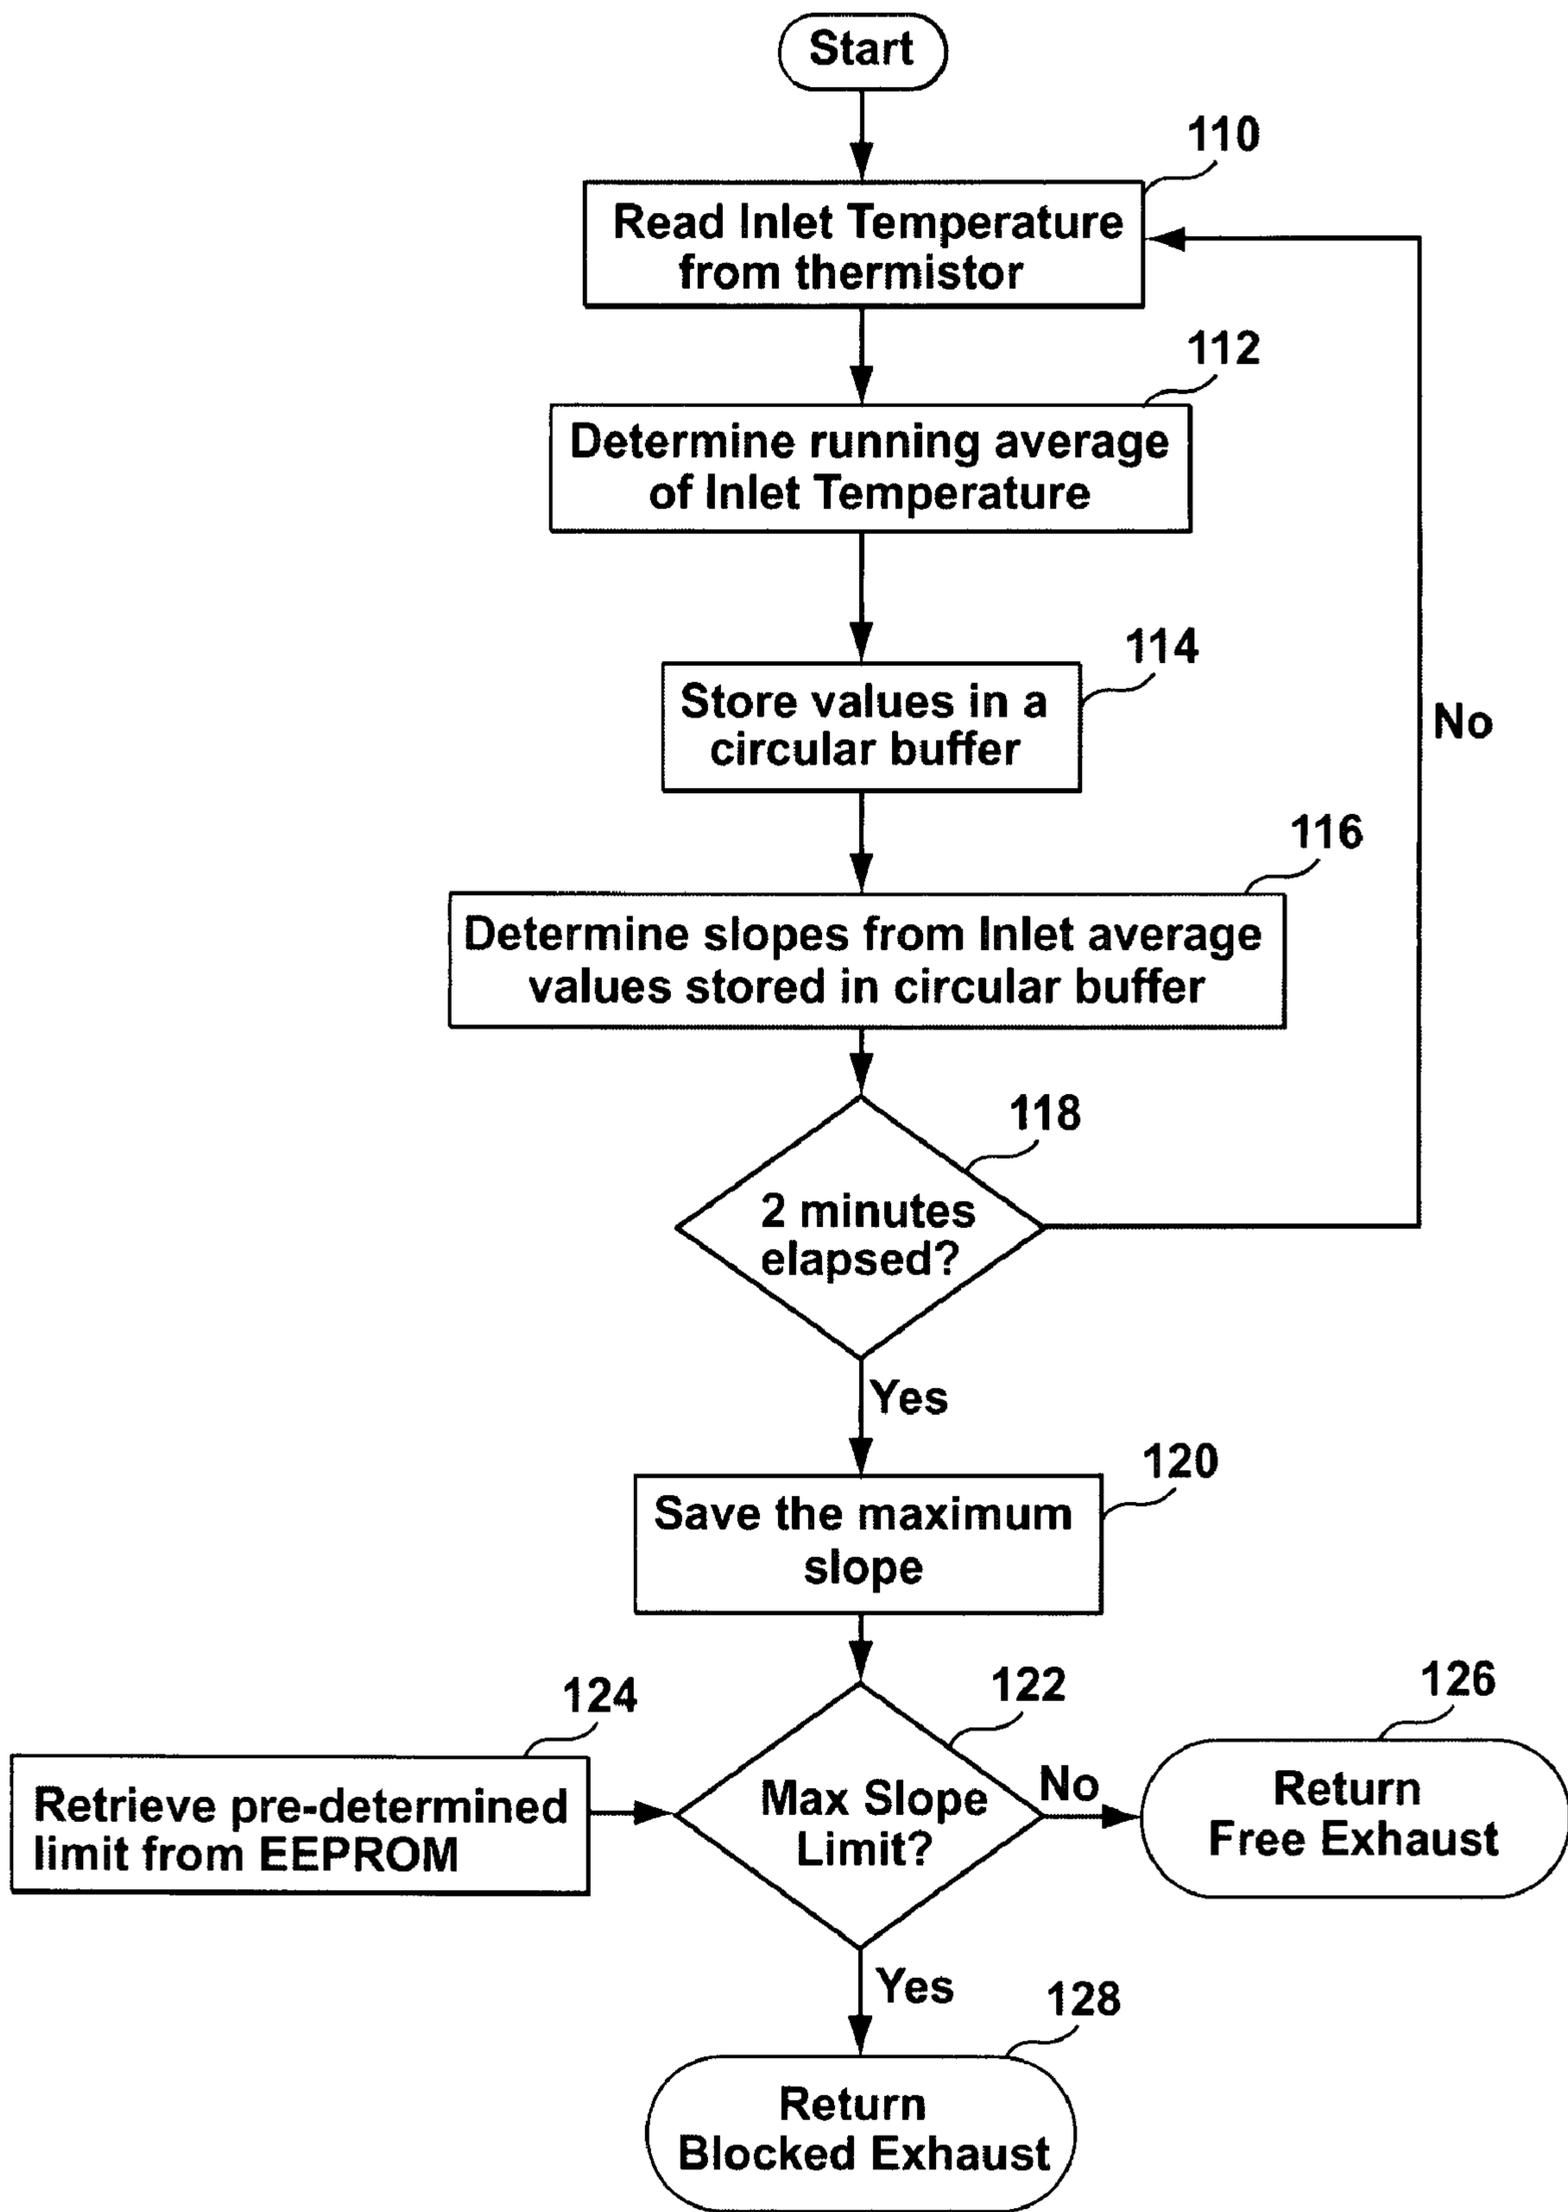 Start
110
Read Inlet Temperature
from thermistor
112
Determine running average
of Inlet Temperature
114
Store values in a
circular buffer
No
116
Determine slopes from Inlet average
values stored in circular buffer
118
2 minutes
elapsed?
Yes
120
Save the maximum
slope
124
Retrieve pre-determined
limit from EEPROM
122
Max Slope
Limit?
No
126
Return
Free Exhaust
Yes
128
Return
Blocked Exhaust